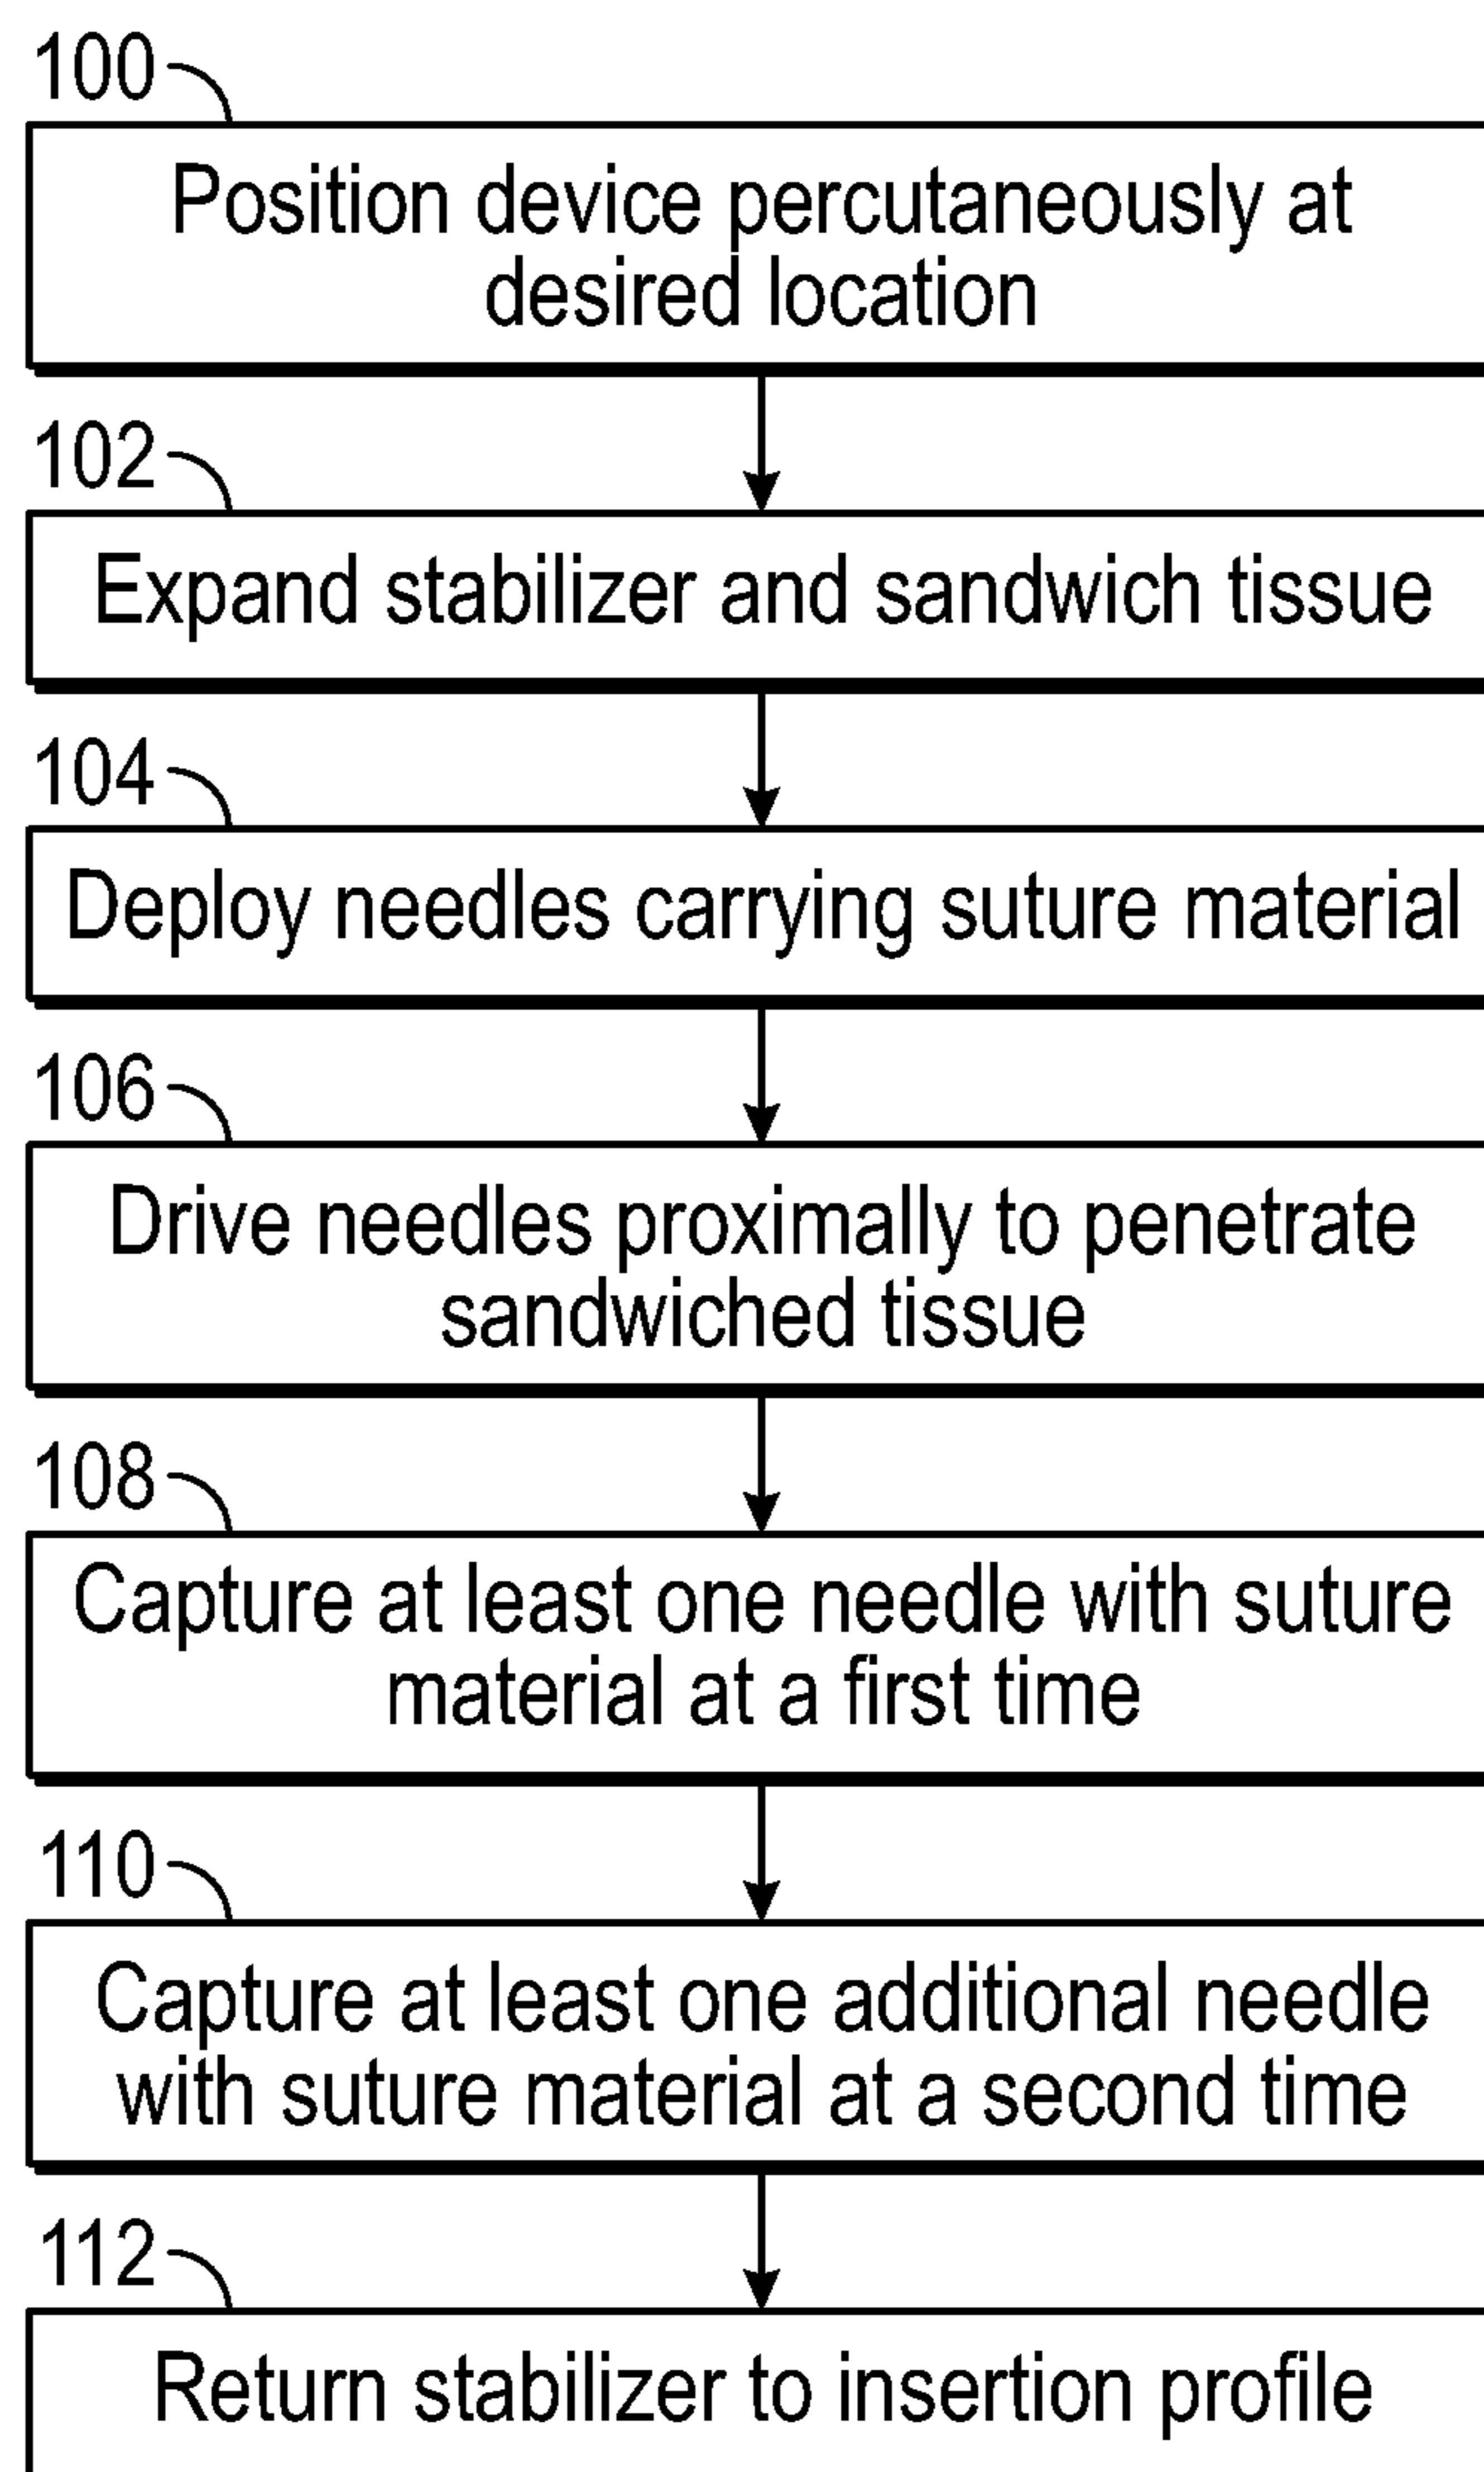 100
Position device percutaneously at
desired location
102
Expand stabilizer and sandwich tissue
104
Deploy needles carrying suture material
106
Drive needles proximally to penetrate
sandwiched tissue
108
Capture at least one needle with suture
material at a first time
110
Capture at least one additional needle
with suture material at a second time
112
Return stabilizer to insertion profile